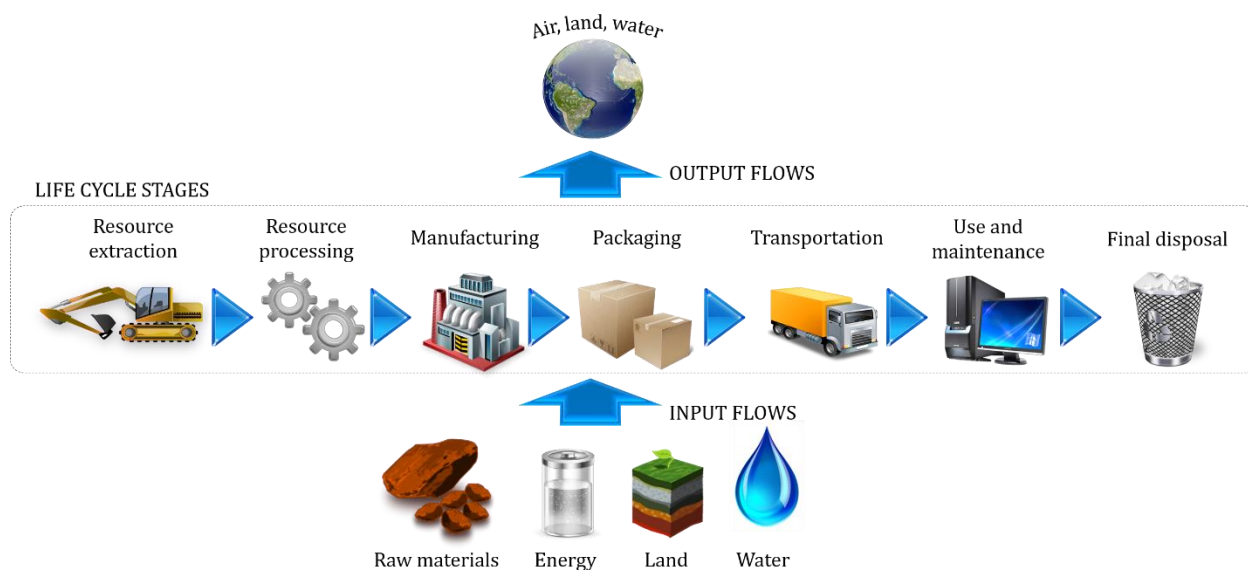 Air, land, water
OUTPUT FLOWS
LIFE CYCLE STAGES
Resource
extraction
Resource
processing
Manufacturing
Packaging
Transportation
Use and
maintenance
Final disposal
INPUT FLOWS
Raw materials
Energy
Land
Water